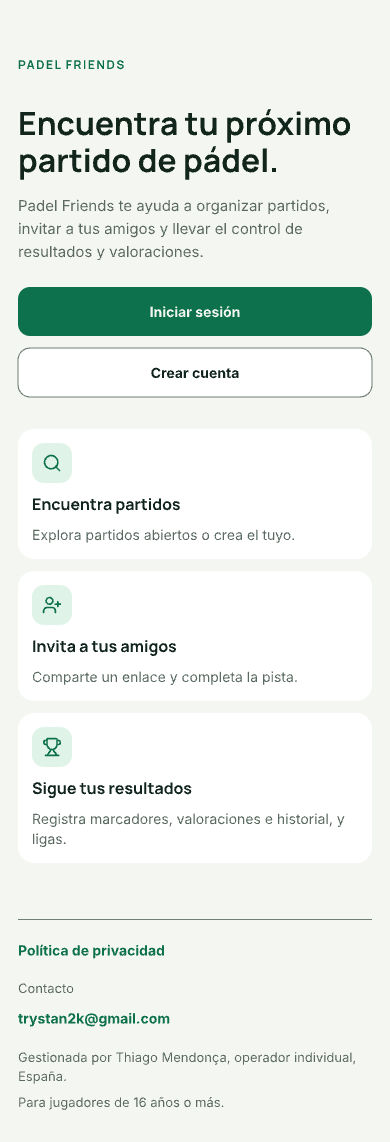 PADEL FRIENDS
Encuentra tu próximo
partido de pádel.
Padel Friends te ayuda a organizar partidos,
invitar a tus amigos y llevar el control de
resultados y valoraciones.
Iniciar sesión
Crear cuenta
Encuentra partidos
Explora partidos abiertos o crea el tuyo.
Invita a tus amigos
Comparte un enlace y completa la pista.
Sigue tus resultados
Registra marcadores, valoraciones e historial, y
ligas.
Política de privacidad
Contacto
trystan2k@gmail.com
Gestionada por Thiago Mendonça, operador individual,
España.
Para jugadores de 16 años o más.